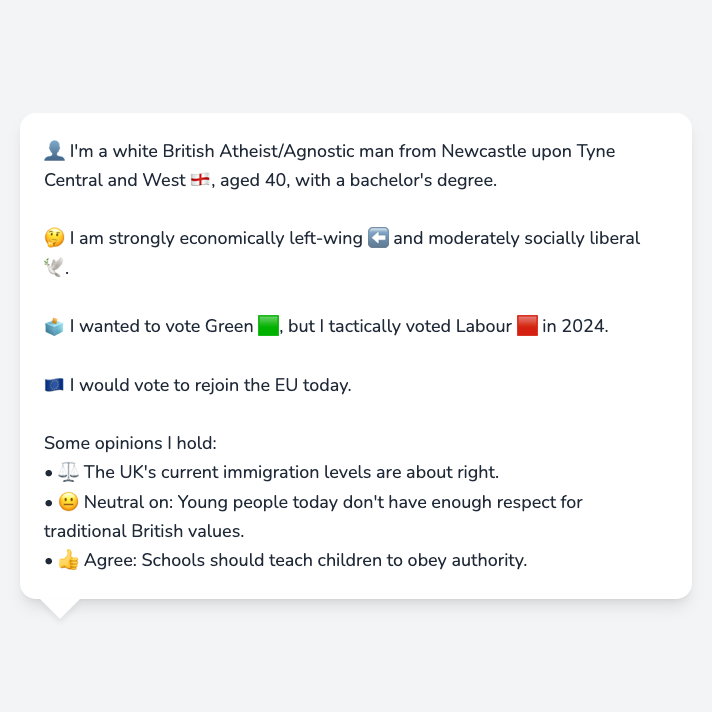 👤 I'm a white British Atheist/Agnostic man from Newcastle upon Tyne
Central and West 🏴󠁧󠁢󠁥󠁮󠁧󠁿, aged 40, with a bachelor's degree.
🤔 I am strongly economically left-wing ⬅️ and moderately socially liberal
🕊️.
🗳️ I wanted to vote Green 🟩, but I tactically voted Labour 🟥 in 2024.
🇪🇺 I would vote to rejoin the EU today.
Some opinions I hold:
• ⚖️ The UK's current immigration levels are about right.
• 😐 Neutral on: Young people today don't have enough respect for
traditional British values.
• 👍 Agree: Schools should teach children to obey authority.